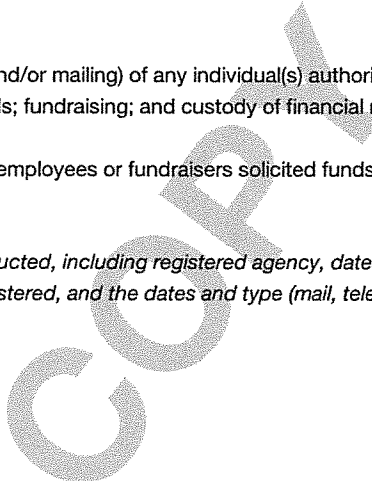 nd/or mailing) of any individual(s) authori
ls; fundraising; and custody of financial
employees or fundraisers solicited funds
ucted, including registered agency, date
stered, and the dates and type (mail, tele
COPY